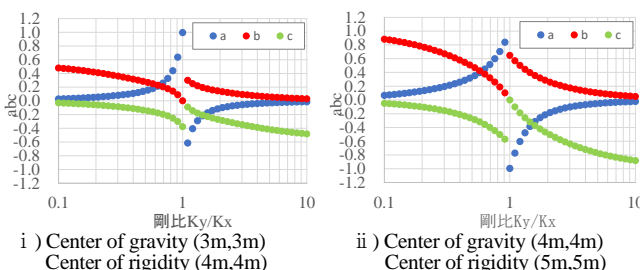 1.2
1.0
0.8
0.6
0.4
0.2
0.0
-0.2
-0.4
-0.6
-0.8
-1.0
-1.2
abc
a b c
0.1 1 10
剛比Ky/Kx
ⅰ) Center of gravity (3m,3m)
Center of rigidity (4m,4m)
1.2
1.0
0.8
0.6
0.4
0.2
0.0
-0.2
-0.4
-0.6
-0.8
-1.0
-1.2
abc
a b c
0.1 1 10
剛比Ky/Kx
ⅱ) Center of gravity (4m,4m)
Center of rigidity (5m,5m)